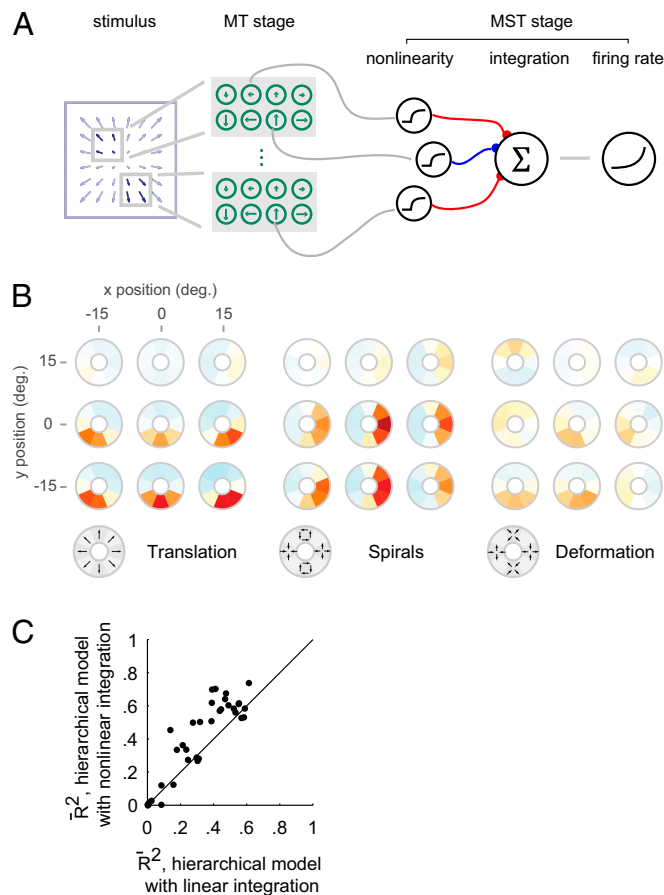 A
stimulus
MT stage
MST stage
nonlinearity
integration
firing rate
Σ
B
x position (deg.)
-15
0
15
y position (deg.)
15
0
-15
Translation
Spirals
Deformation
C
R̄², hierarchical model
with nonlinear integration
1
.8
.6
.4
.2
0
0
.2
.4
.6
.8
1
R̄², hierarchical model
with linear integration